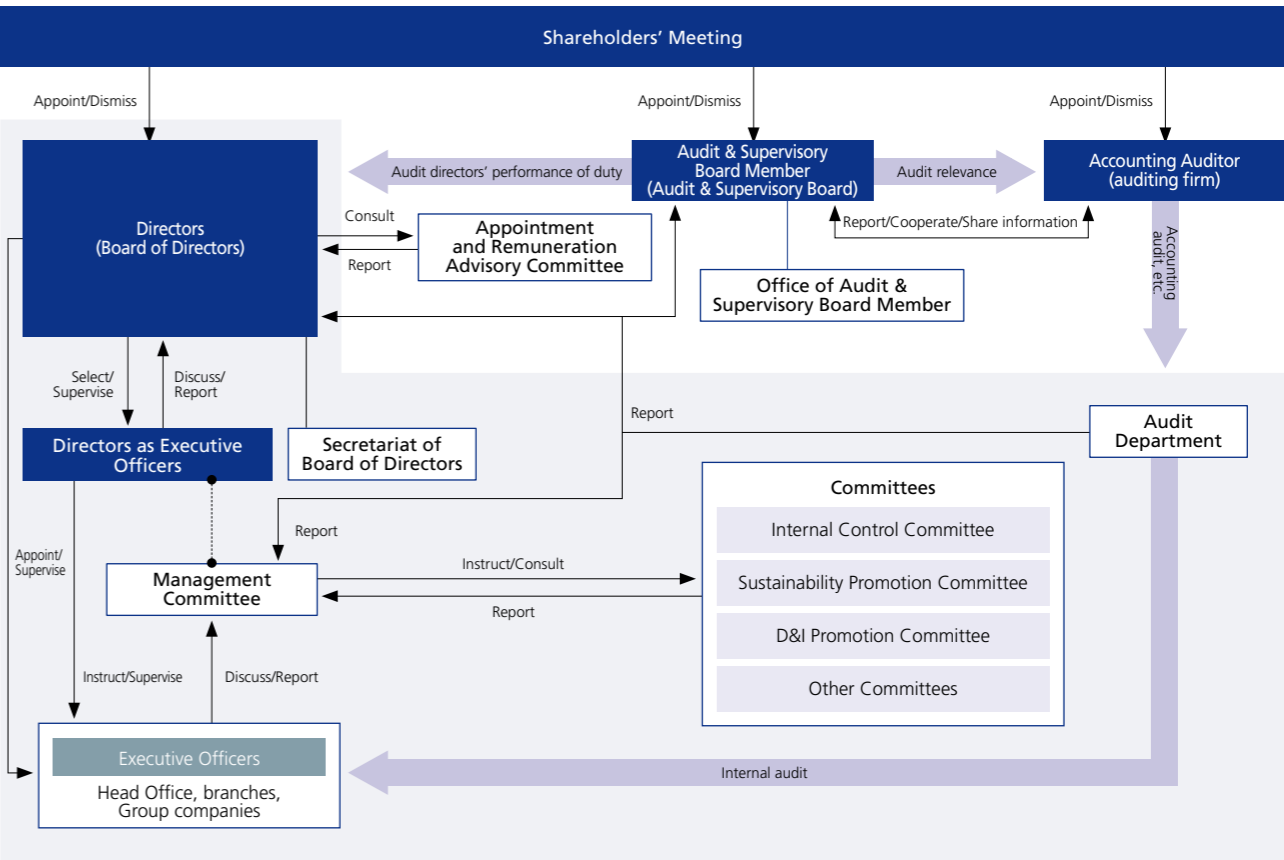 Shareholders' Meeting
Appoint/Dismiss
Appoint/Dismiss
Appoint/Dismiss
Directors
(Board of Directors)
Audit directors' performance of duty
Audit & Supervisory
Board Member
(Audit & Supervisory Board)
Audit relevance
Accounting Auditor
(auditing firm)
Consult
Report
Appointment
and Remuneration
Advisory Committee
Report/Cooperate/Share information
Office of Audit &
Supervisory Board Member
Accounting
audit, etc.
Select/
Supervise
Discuss/
Report
Directors as Executive
Officers
Secretariat of
Board of Directors
Report
Audit
Department
Report
Appoint/
Supervise
Management
Committee
Instruct/Consult
Report
Committees
Internal Control Committee
Sustainability Promotion Committee
D&I Promotion Committee
Other Committees
Instruct/Supervise
Discuss/Report
Executive Officers
Head Office, branches,
Group companies
Internal audit